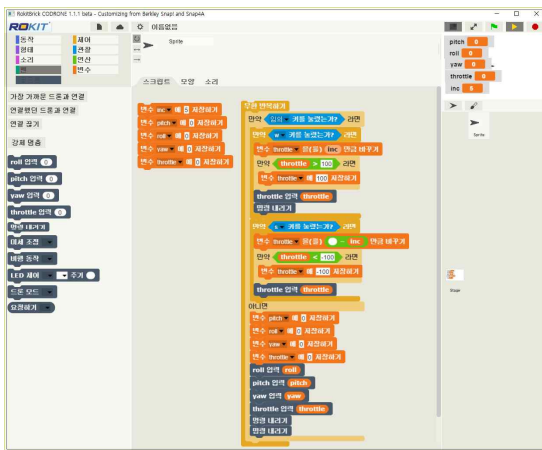 RokitBrick CODRONE 1.1.1 beta - Customizing from Berkley Snap! and Snap4A
ROKIT
이름없음
동작
제어
형태
관찰
소리
연산
펜
변수
Sprite
스크립트 모양 소리
가장 가까운 드론과 연결
연결했던 드론과 연결
연결 끊기
강제 멈춤
roll 입력 0
pitch 입력 0
yaw 입력 0
throttle 입력 0
명령 내리기
미세 조정
비행 동작
LED 제어 주기
드론 모드
요청하기
변수 inc 에 5 저장하기
변수 pitch 에 0 저장하기
변수 roll 에 0 저장하기
변수 yaw 에 0 저장하기
변수 throttle 에 0 저장하기
무한 반복하기
만약 임의 키를 눌렀는가? 라면
만약 w 키를 눌렀는가? 라면
변수 throttle 을(를) inc 만큼 바꾸기
만약 throttle > 100 라면
변수 throttle 에 100 저장하기
throttle 입력 throttle
명령 내리기
만약 s 키를 눌렀는가? 라면
변수 throttle 을(를) - inc 만큼 바꾸기
만약 throttle < -100 라면
변수 throttle 에 -100 저장하기
throttle 입력 throttle
아니면
변수 pitch 에 0 저장하기
변수 roll 에 0 저장하기
변수 yaw 에 0 저장하기
변수 throttle 에 0 저장하기
roll 입력 roll
pitch 입력 pitch
yaw 입력 yaw
throttle 입력 throttle
명령 내리기
명령 내리기
pitch 0
roll 0
yaw 0
throttle 0
inc 5
Sprite
Stage